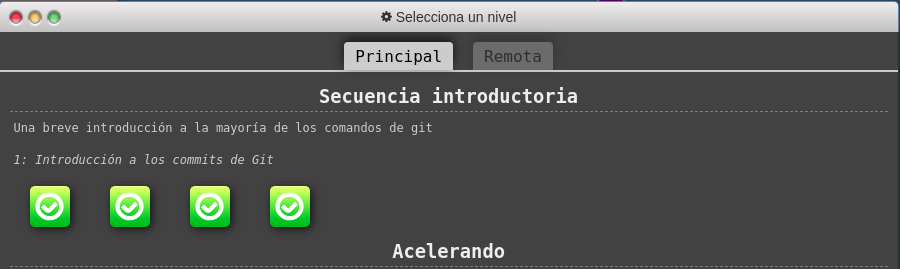 Selecciona un nivel
Principal
Remota
Secuencia introductoria
Una breve introducción a la mayoría de los comandos de git
1: Introducción a los commits de Git
Acelerando